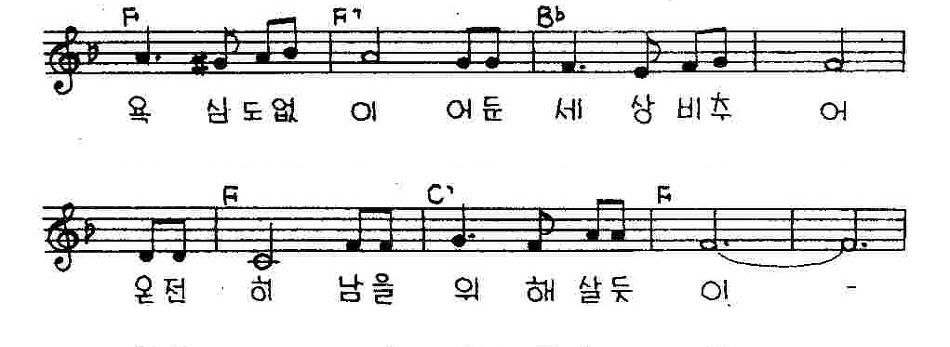 F F7 Bb
욕 심 도 없 이 어 둔 세 상 비 추 어
F C7 F
온 전 히 남 을 위 해 살 듯 이 -